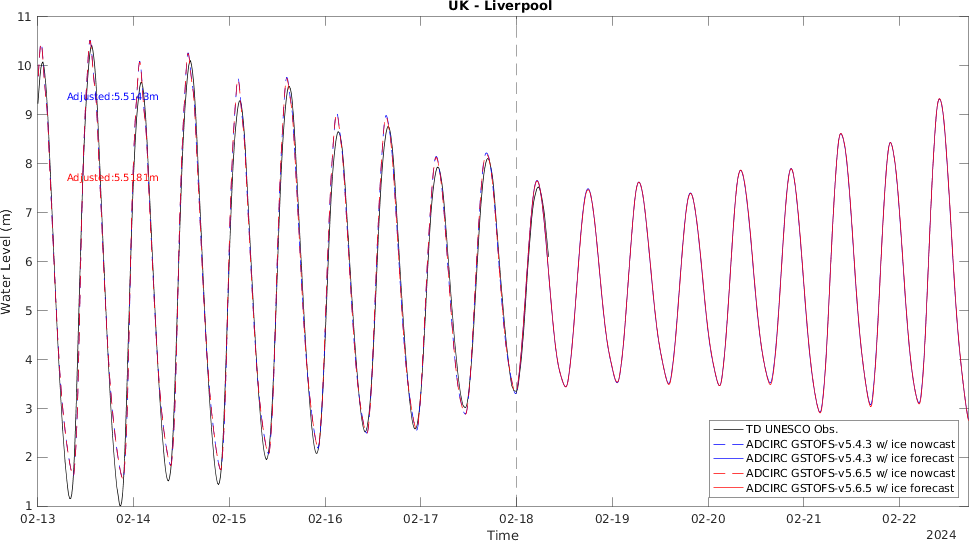 UK - Liverpool
11
10
9
8
7
6
5
4
3
2
1
Water Level (m)
Adjusted:5.5143m
Adjusted:5.5181m
TD UNESCO Obs.
ADCIRC GSTOFS-v5.4.3 w/ ice nowcast
ADCIRC GSTOFS-v5.4.3 w/ ice forecast
ADCIRC GSTOFS-v5.6.5 w/ ice nowcast
ADCIRC GSTOFS-v5.6.5 w/ ice forecast
02-13 02-14 02-15 02-16 02-17 02-18 02-19 02-20 02-21 02-22
Time
2024